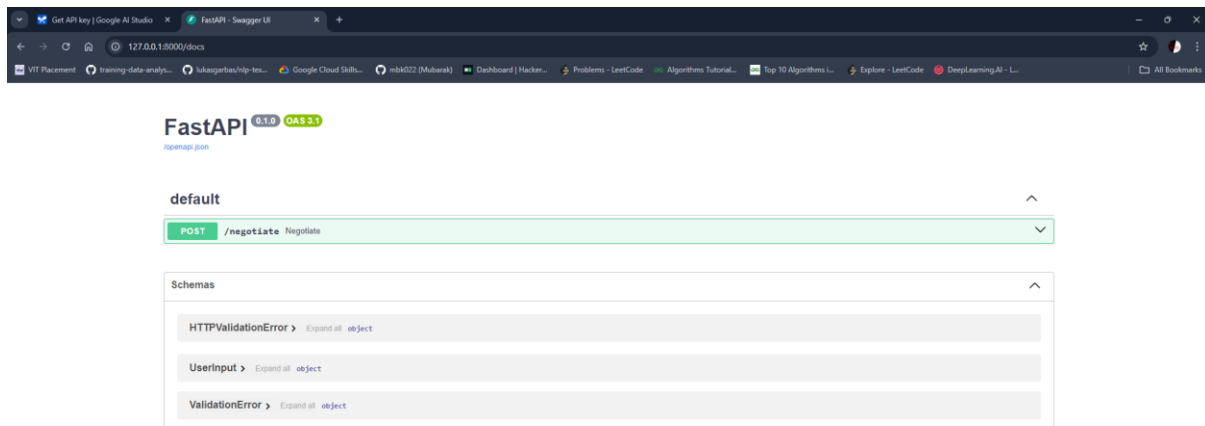 Get API key | Google AI Studio
FastAPI - Swagger UI
127.0.0.1:8000/docs
VIT Placement
training-data-analys...
lukasgarbas/nlp-tex...
Google Cloud Skills...
mbk022 (Mubarak)
Dashboard | Hacker...
Problems - LeetCode
Algorithms Tutorial...
Top 10 Algorithms i...
Explore - LeetCode
DeepLearning.AI - L...
All Bookmarks
FastAPI 0.1.0 OAS 3.1
/openapi.json
default
POST /negotiate Negotiate
Schemas
HTTPValidationError Expand all object
UserInput Expand all object
ValidationError Expand all object